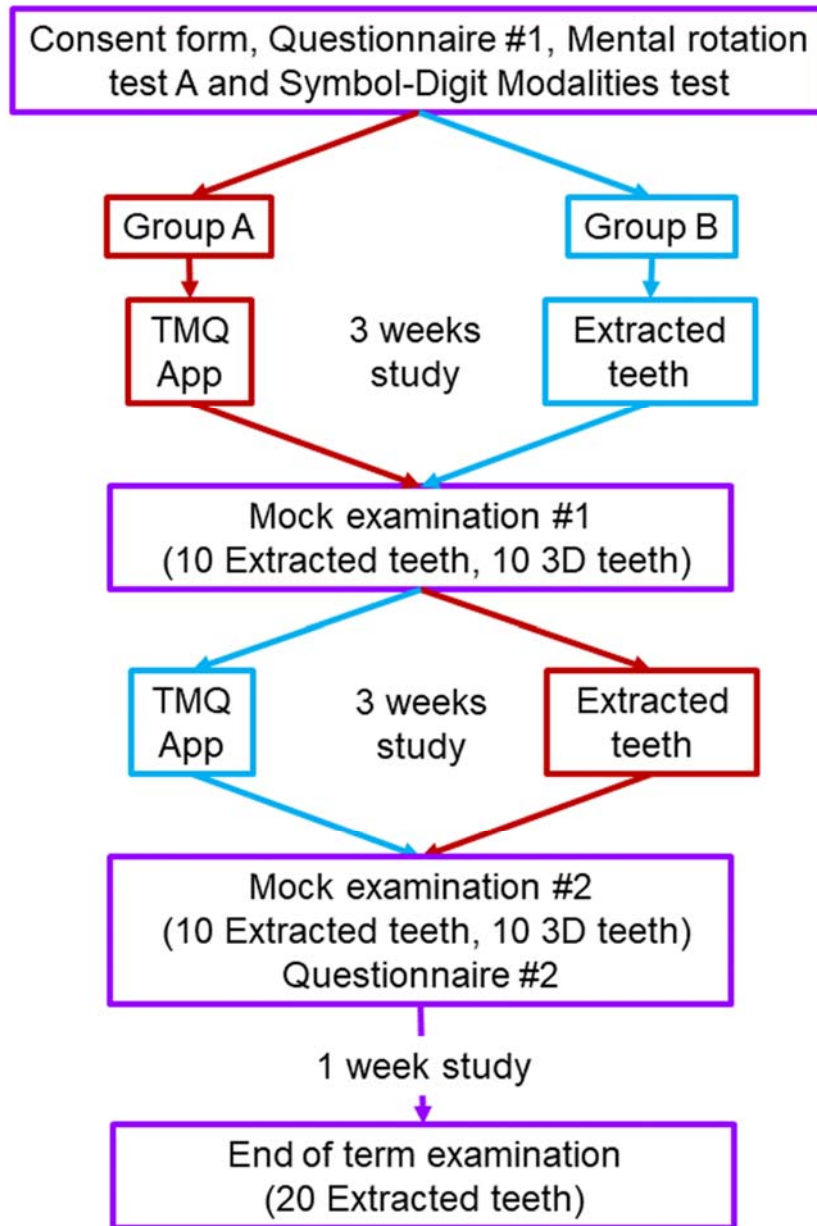 Consent form, Questionnaire #1, Mental rotation
test A and Symbol-Digit Modalities test
Group A
Group B
TMQ
App
3 weeks
study
Extracted
teeth
Mock examination #1
(10 Extracted teeth, 10 3D teeth)
TMQ
App
3 weeks
study
Extracted
teeth
Mock examination #2
(10 Extracted teeth, 10 3D teeth)
Questionnaire #2
1 week study
End of term examination
(20 Extracted teeth)